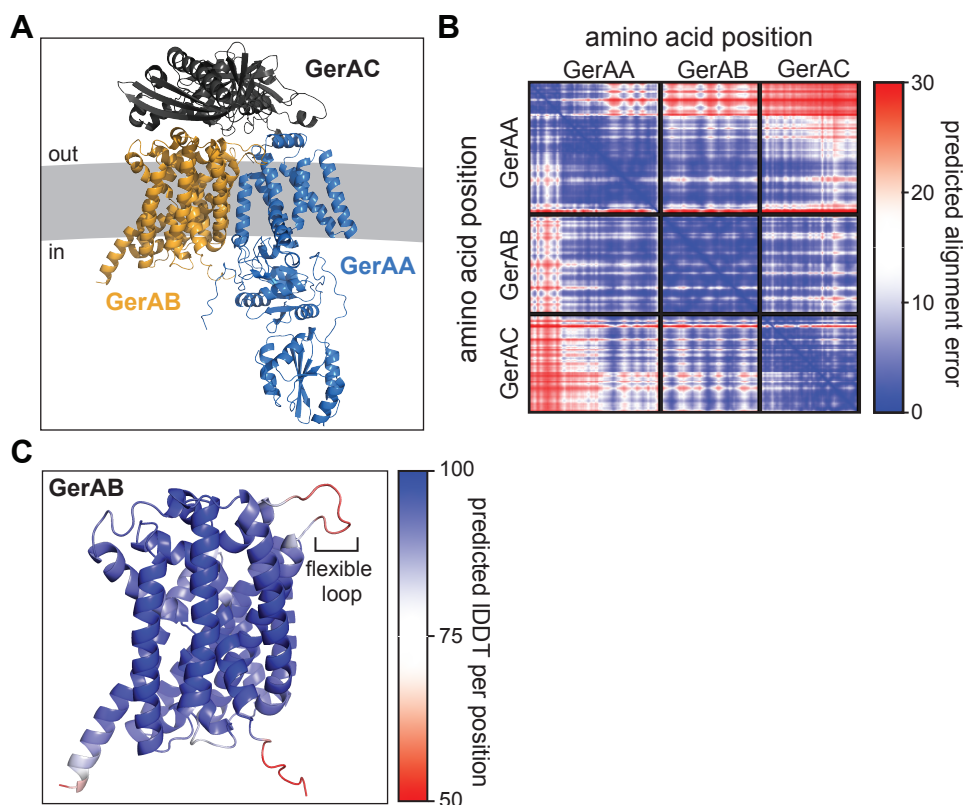 A
GerAC
out
in
GerAA
GerAB
B
amino acid position
GerAA GerAB GerAC
amino acid position
GerAA
GerAB
GerAC
30
20
10
0
predicted alignment error
C
GerAB
flexible
loop
100
75
50
predicted lDDT per position